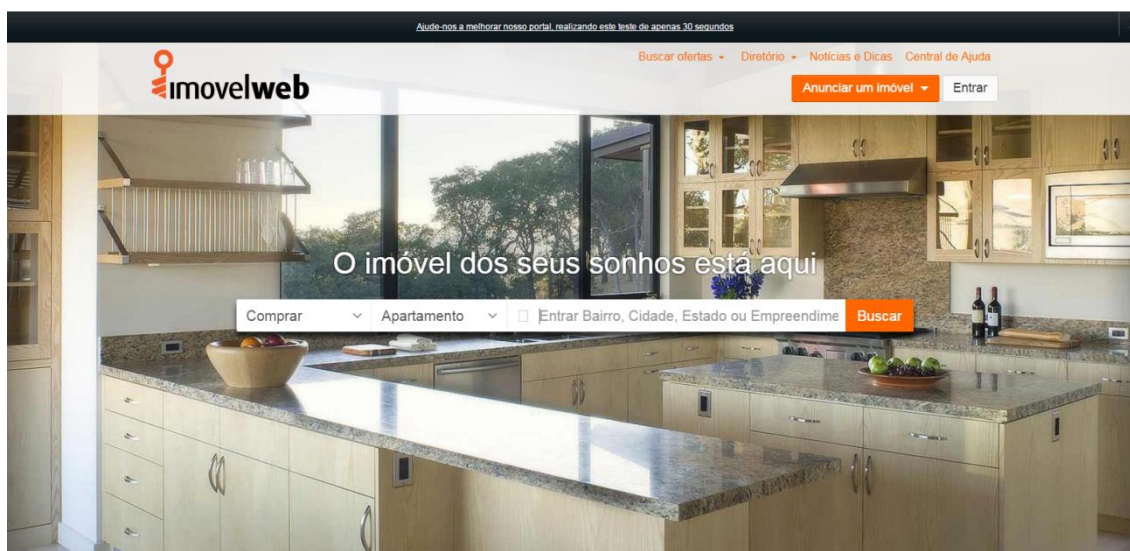 Ajude-nos a melhorar nosso portal, realizando este teste de apenas 30 segundos
imovelweb
Buscar ofertas Diretório Notícias e Dicas Central de Ajuda
Anunciar um imóvel Entrar
O imóvel dos seus sonhos está aqui
Comprar Apartamento Entrar Bairro, Cidade, Estado ou Empreendime Buscar